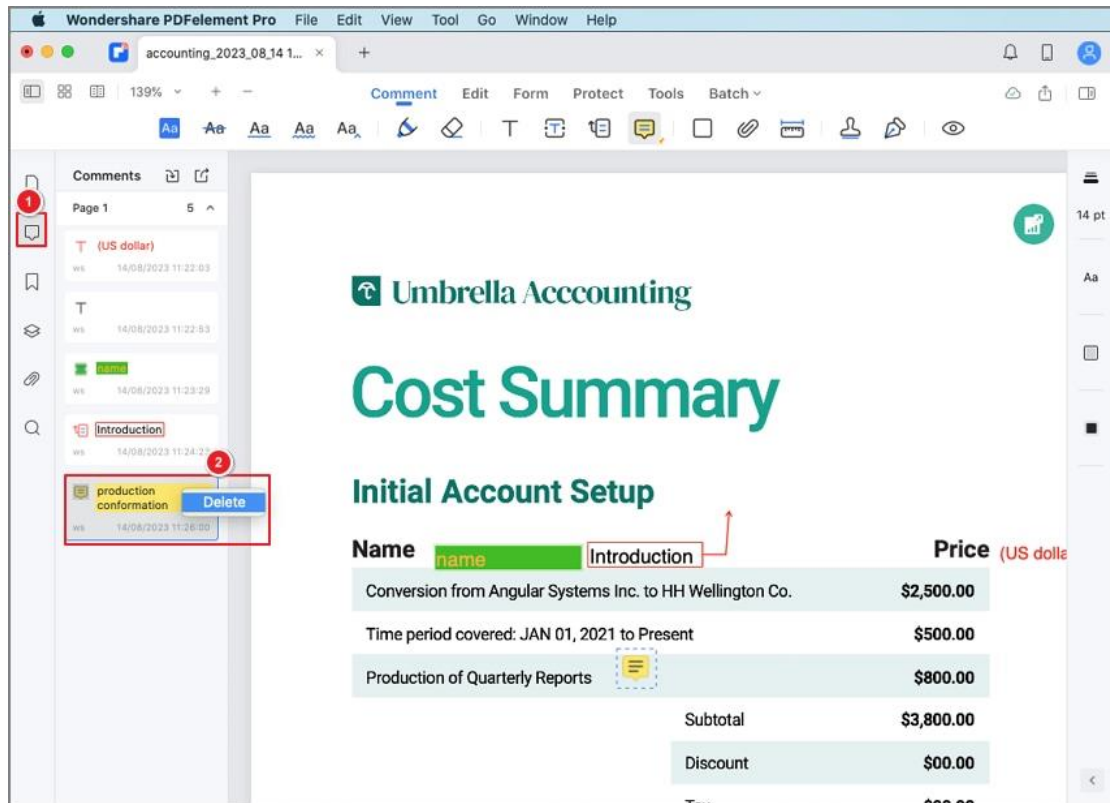 Wondershare PDFelement Pro File Edit View Tool Go Window Help
accounting_2023_08_14 1... × +
139% + − Comment Edit Form Protect Tools Batch
Aa Aa Aa Aa Aa T T
Comments
1
Page 1 5
14 pt
T (US dollar)
ws 14/08/2023 11:22:03
Aa
T
ws 14/08/2023 11:22:53
name
ws 14/08/2023 11:23:29
Introduction
ws 14/08/2023 11:24:23
2
production
conformation
Delete
ws 14/08/2023 11:26:00
Umbrella Acccounting
Cost Summary
Initial Account Setup
Name name Introduction Price (US dolla
Conversion from Angular Systems Inc. to HH Wellington Co. $2,500.00
Time period covered: JAN 01, 2021 to Present $500.00
Production of Quarterly Reports $800.00
Subtotal $3,800.00
Discount $00.00